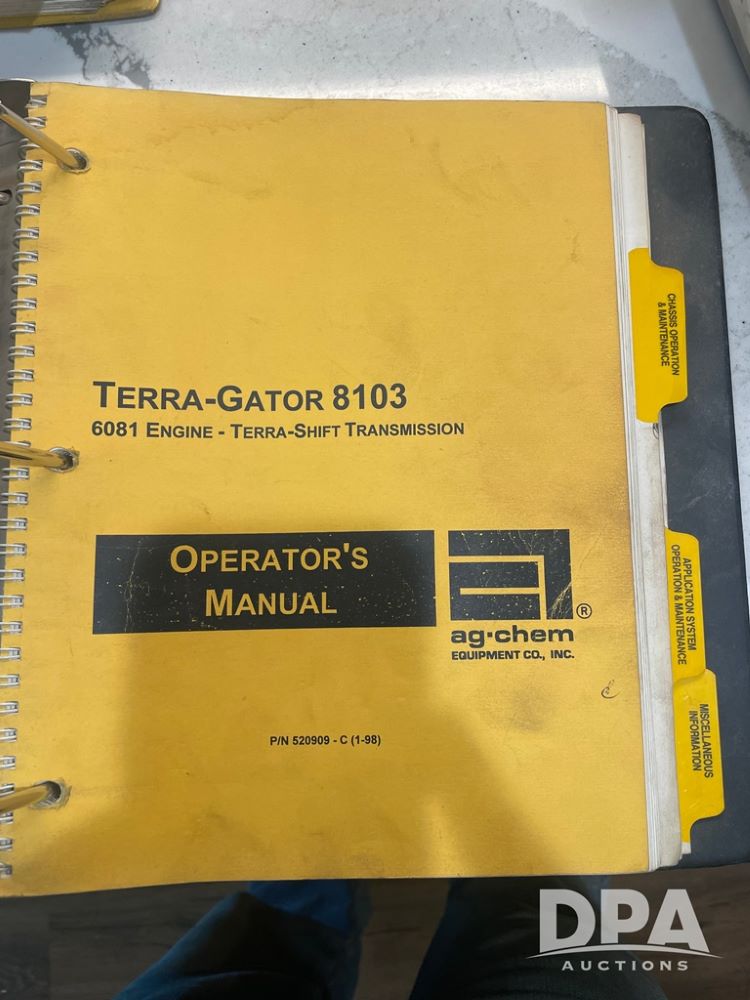 TERRA-GATOR 8103
6081 ENGINE - TERRA-SHIFT TRANSMISSION
OPERATOR'S
MANUAL
®
ag·chem
EQUIPMENT CO., INC.
P/N 520909 - C (1-98)
CHASSIS OPERATION
& MAINTENANCE
APPLICATION SYSTEM
OPERATION & MAINTENANCE
MISCELLANEOUS
INFORMATION
DPA
AUCTIONS